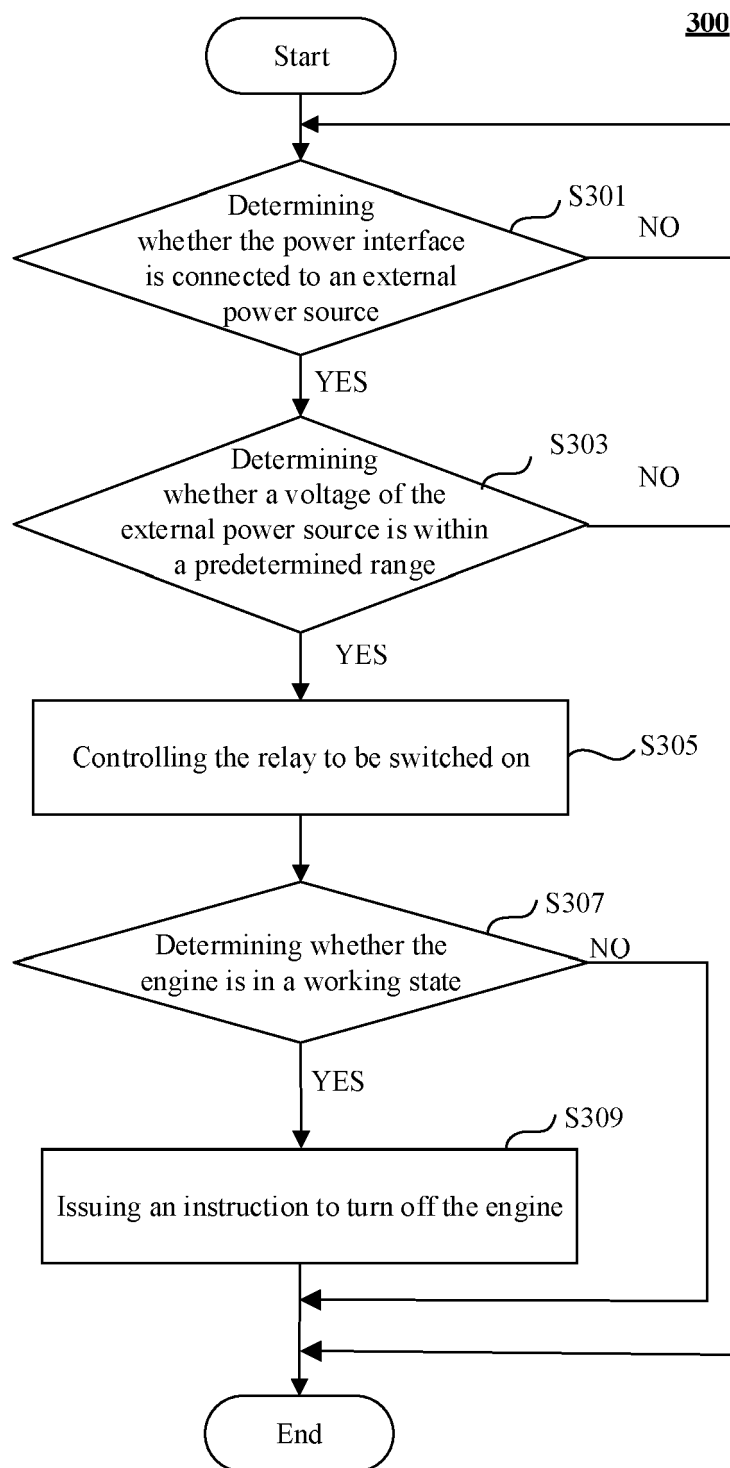 300
Start
Determining
whether the power interface
is connected to an external
power source
S301
NO
YES
Determining
whether a voltage of the
external power source is within
a predetermined range
S303
NO
YES
Controlling the relay to be switched on
S305
Determining whether the
engine is in a working state
S307
NO
YES
Issuing an instruction to turn off the engine
S309
End